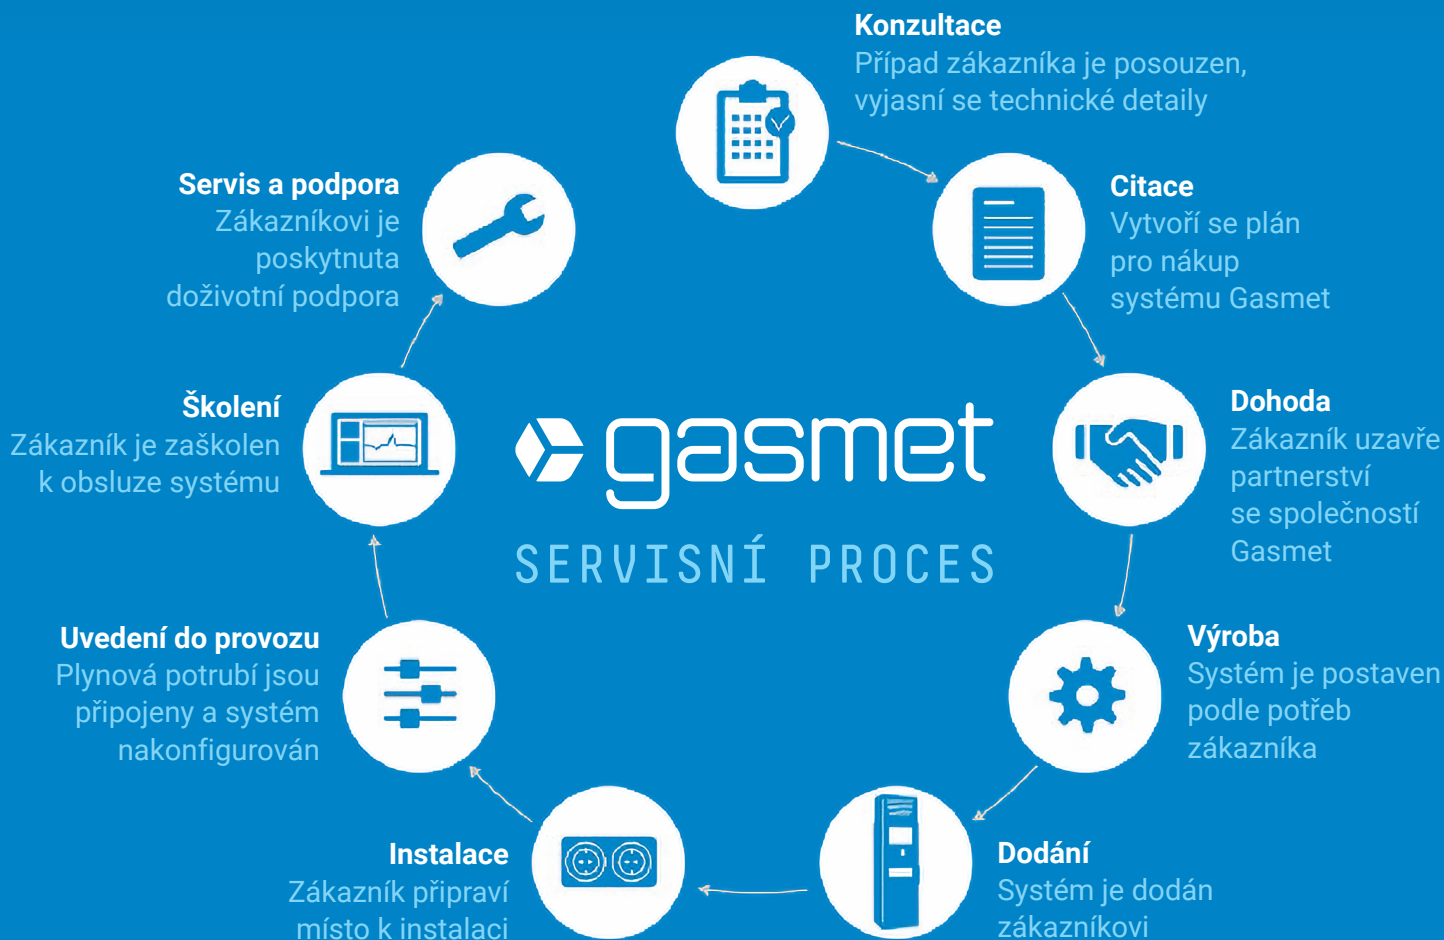 Konzultace
Případ zákazníka je posouzen,
vyjasní se technické detaily
Citace
Vytvoří se plán
pro nákup
systému Gasmet
Dohoda
Zákazník uzavře
partnerství
se společností
Gasmet
Výroba
Systém je postaven
podle potřeb
zákazníka
Dodání
Systém je dodán
zákazníkovi
Instalace
Zákazník připraví
místo k instalaci
Uvedení do provozu
Plynová potrubí jsou
připojeny a systém
nakonfigurován
Školení
Zákazník je zaškolen
k obsluze systému
Servis a podpora
Zákazníkovi je
poskytnuta
doživotní podpora
gasmet
SERVISNÍ PROCES